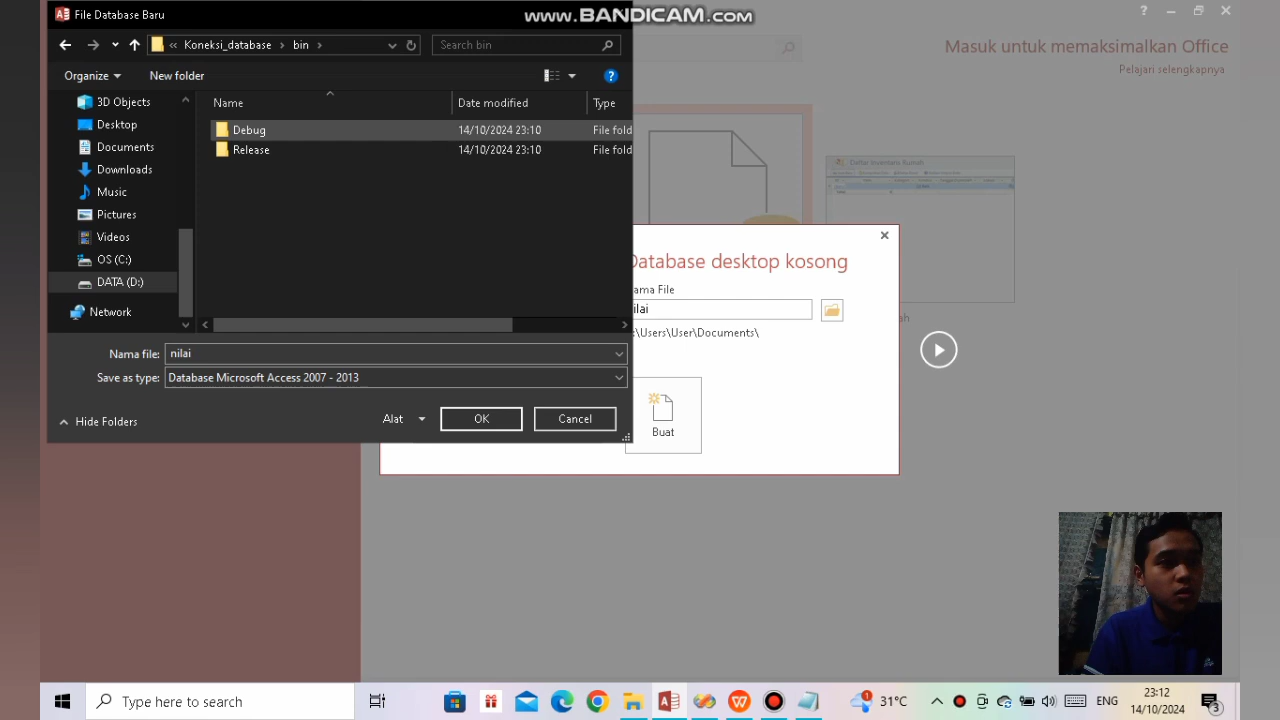 File Database Baru
www.BANDICAM.com
Masuk untuk memaksimalkan Office
Pelajari selengkapnya
« Koneksi_database › bin ›
Search bin
Organize
New folder
Name
Date modified
Type
3D Objects
Desktop
Documents
Downloads
Music
Pictures
Videos
OS (C:)
DATA (D:)
Network
Debug 14/10/2024 23:10 File fold
Release 14/10/2024 23:10 File fold
Nama file: nilai
Save as type: Database Microsoft Access 2007 - 2013
Hide Folders
Alat
OK
Cancel
Database desktop kosong
ama File
ilai
:\Users\User\Documents\
Buat
ah
Type here to search
31°C
ENG
23:12
14/10/2024
3
1